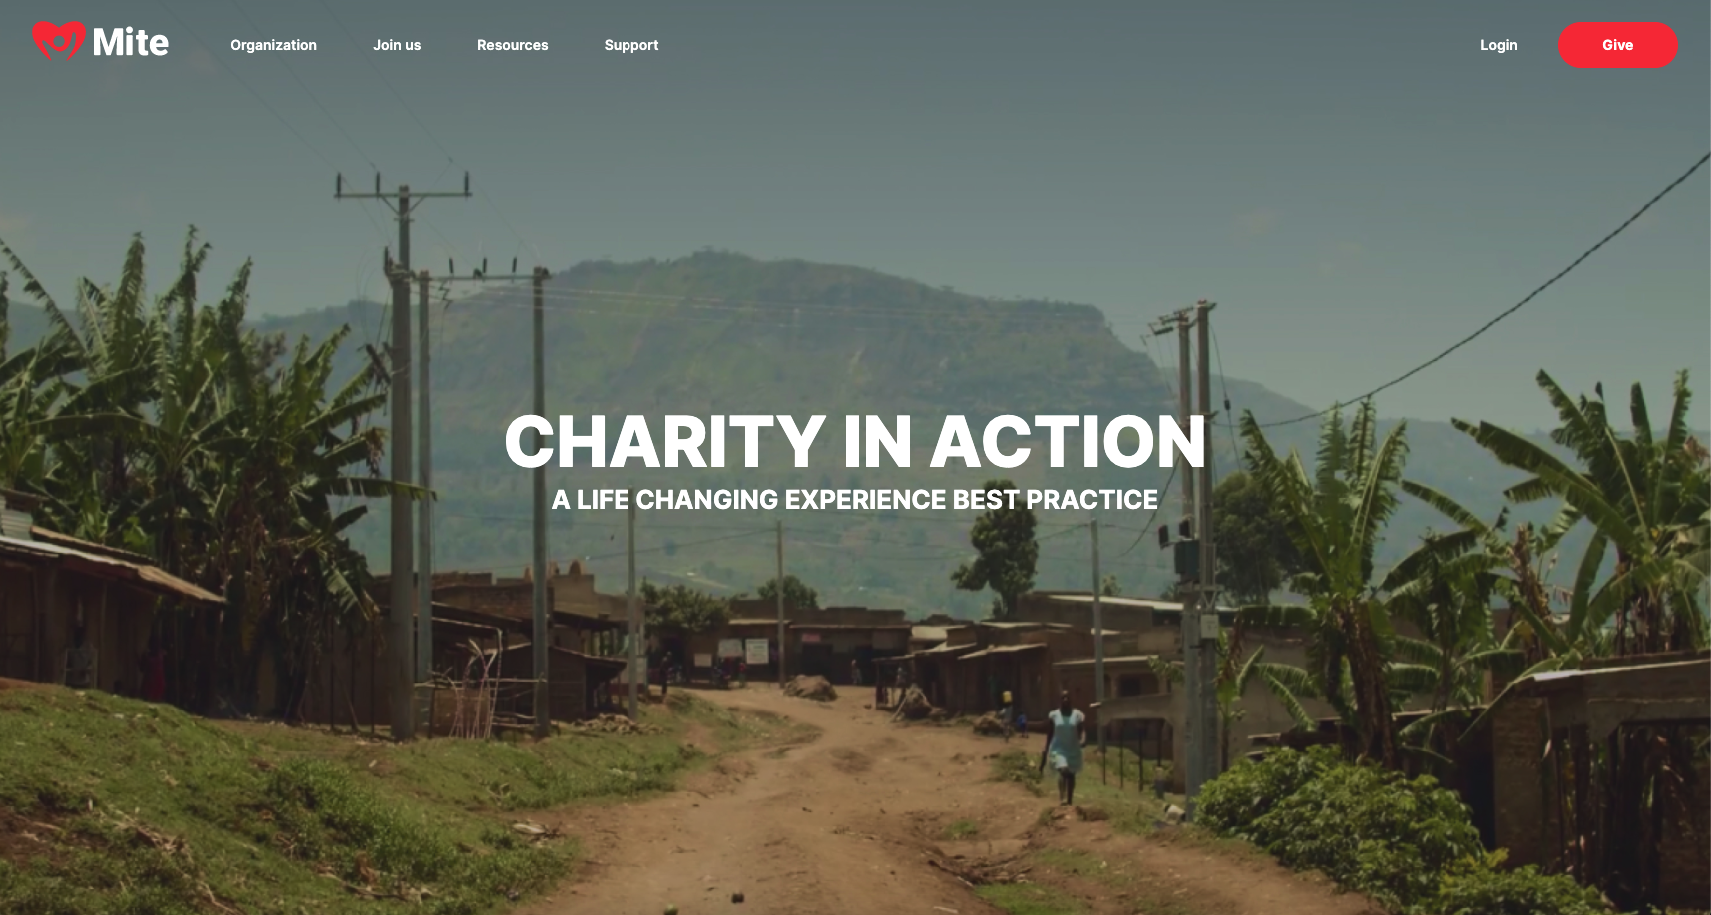 Mite
Organization
Join us
Resources
Support
Login
Give
CHARITY IN ACTION
A LIFE CHANGING EXPERIENCE BEST PRACTICE